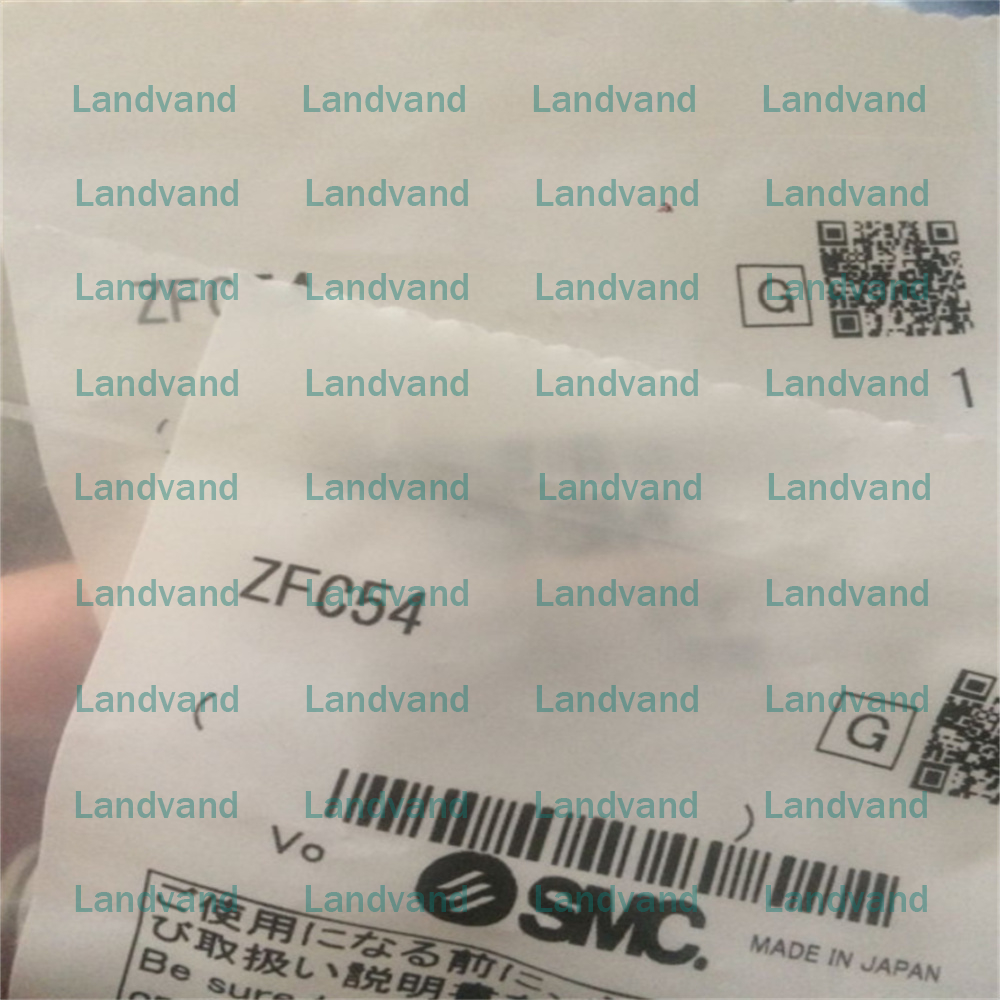 Landvand Landvand Landvand Landvand
Landvand Landvand Landvand Landvand
Landvand Landvand Landvand Landvand
G
Landvand Landvand Landvand Landvand
1
Landvand Landvand Landvand Landvand
Landvand Landvand Landvand Landvand
ZFC54
Landvand Landvand Landvand Landvand
( G
Landvand Landvand Landvand Landvand
)
Vo
Landvand Landvand Landvand Landvand
SMC.
MADE IN JAPAN
ご使用になる前に、
び取扱い説明書
Be sure